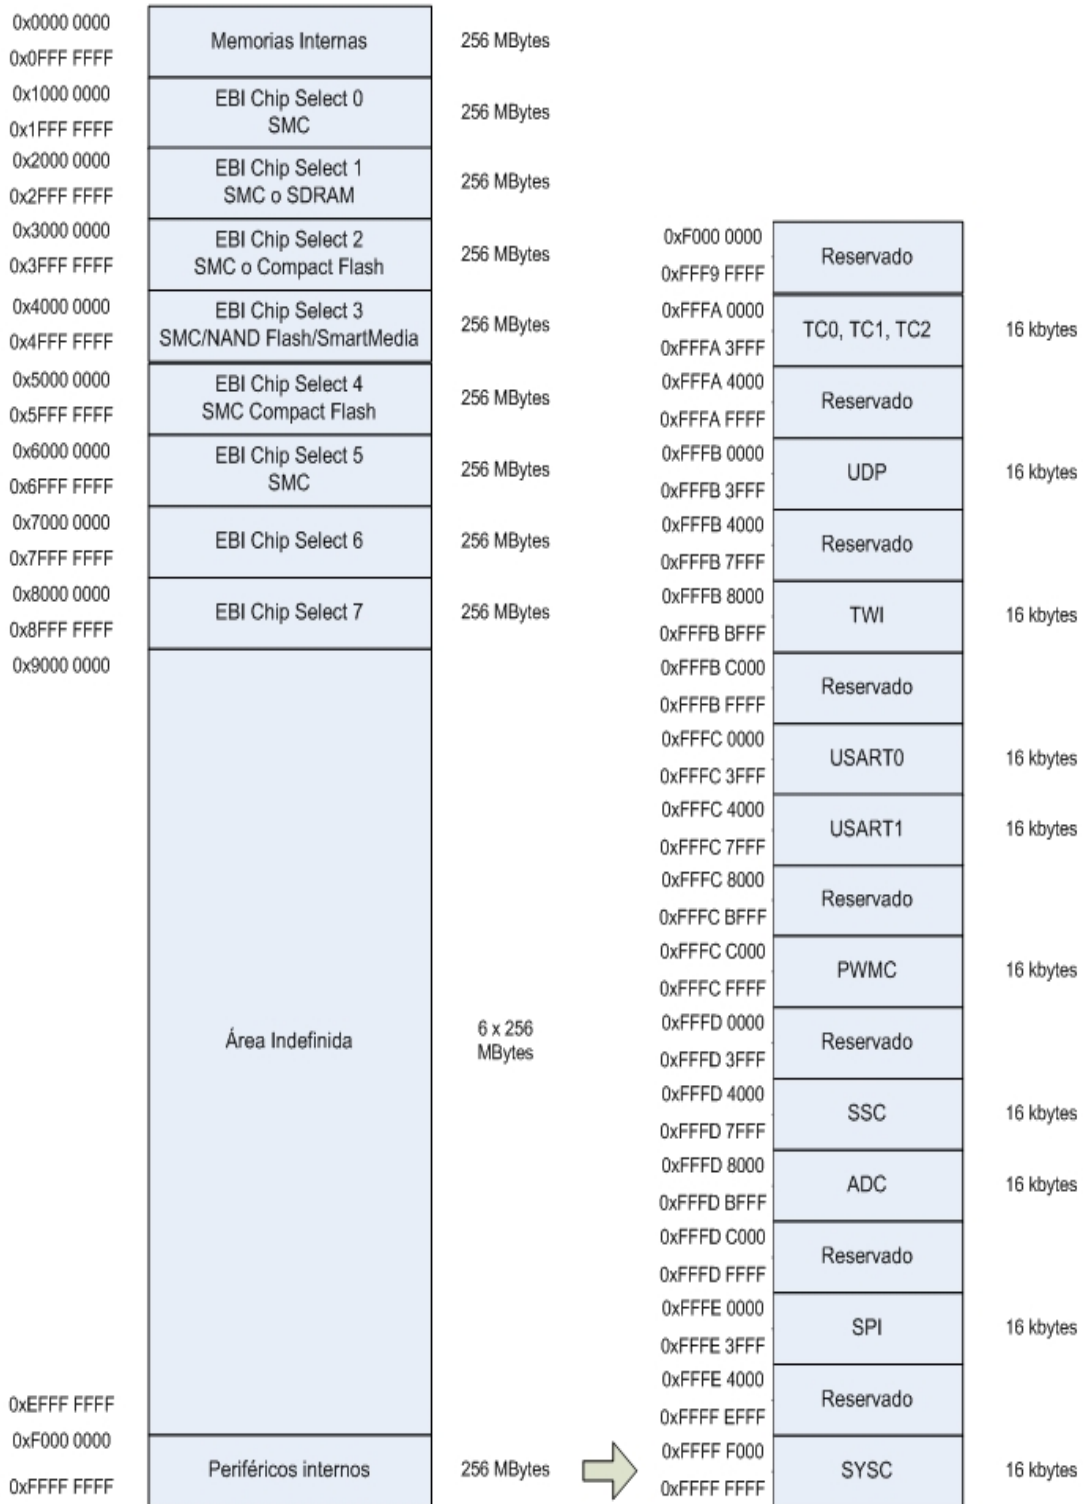 0x0000 0000
0x0FFF FFFF
Memorias Internas
256 MBytes
0x1000 0000
0x1FFF FFFF
EBI Chip Select 0
SMC
256 MBytes
0x2000 0000
0x2FFF FFFF
EBI Chip Select 1
SMC o SDRAM
256 MBytes
0x3000 0000
0x3FFF FFFF
EBI Chip Select 2
SMC o Compact Flash
256 MBytes
0x4000 0000
0x4FFF FFFF
EBI Chip Select 3
SMC/NAND Flash/SmartMedia
256 MBytes
0x5000 0000
0x5FFF FFFF
EBI Chip Select 4
SMC Compact Flash
256 MBytes
0x6000 0000
0x6FFF FFFF
EBI Chip Select 5
SMC
256 MBytes
0x7000 0000
0x7FFF FFFF
EBI Chip Select 6
256 MBytes
0x8000 0000
0x8FFF FFFF
EBI Chip Select 7
256 MBytes
0x9000 0000
0xEFFF FFFF
Área Indefinida
6 x 256
MBytes
0xF000 0000
0xFFFF FFFF
Periféricos internos
256 MBytes
0xF000 0000
0xFFF9 FFFF
Reservado
0xFFFA 0000
0xFFFA 3FFF
TC0, TC1, TC2
16 kbytes
0xFFFA 4000
0xFFFA FFFF
Reservado
0xFFFB 0000
0xFFFB 3FFF
UDP
16 kbytes
0xFFFB 4000
0xFFFB 7FFF
Reservado
0xFFFB 8000
0xFFFB BFFF
TWI
16 kbytes
0xFFFB C000
0xFFFB FFFF
Reservado
0xFFFC 0000
0xFFFC 3FFF
USART0
16 kbytes
0xFFFC 4000
0xFFFC 7FFF
USART1
16 kbytes
0xFFFC 8000
0xFFFC BFFF
Reservado
0xFFFC C000
0xFFFC FFFF
PWMC
16 kbytes
0xFFFD 0000
0xFFFD 3FFF
Reservado
0xFFFD 4000
0xFFFD 7FFF
SSC
16 kbytes
0xFFFD 8000
0xFFFD BFFF
ADC
16 kbytes
0xFFFD C000
0xFFFD FFFF
Reservado
0xFFFE 0000
0xFFFE 3FFF
SPI
16 kbytes
0xFFFE 4000
0xFFFF EFFF
Reservado
0xFFFF F000
0xFFFF FFFF
SYSC
16 kbytes